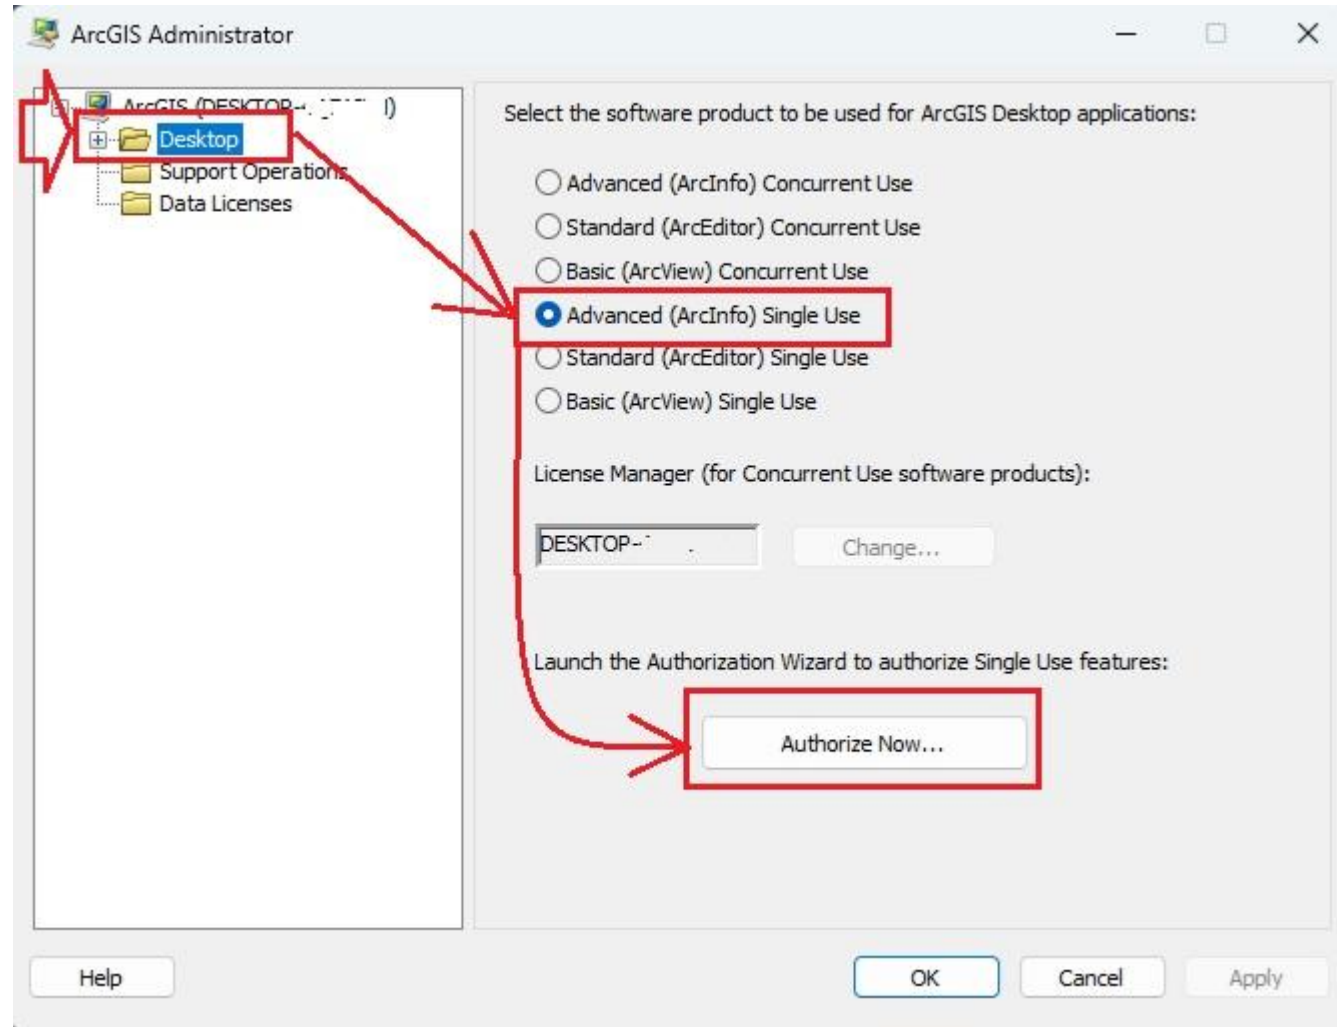 ArcGIS Administrator
ArcGIS (DESKTOP-
Desktop
Support Operations
Data Licenses
Select the software product to be used for ArcGIS Desktop applications:
Advanced (ArcInfo) Concurrent Use
Standard (ArcEditor) Concurrent Use
Basic (ArcView) Concurrent Use
Advanced (ArcInfo) Single Use
Standard (ArcEditor) Single Use
Basic (ArcView) Single Use
License Manager (for Concurrent Use software products):
DESKTOP-
Change...
Launch the Authorization Wizard to authorize Single Use features:
Authorize Now...
Help
OK
Cancel
Apply